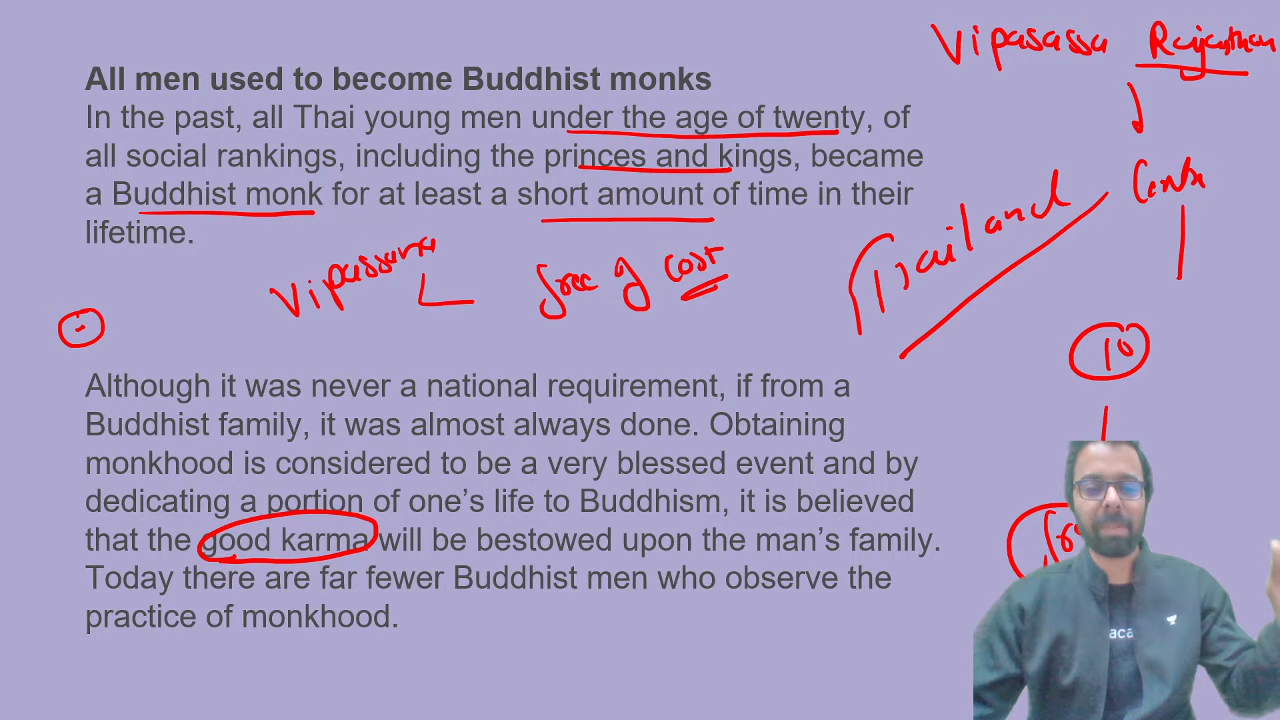 Vipasassa Rajasthan
All men used to become Buddhist monks
In the past, all Thai young men under the age of twenty, of
all social rankings, including the princes and kings, became
a Buddhist monk for at least a short amount of time in their
lifetime.
Thailand
Vipassana free of cost
10
Although it was never a national requirement, if from a
Buddhist family, it was almost always done. Obtaining
monkhood is considered to be a very blessed event and by
dedicating a portion of one's life to Buddhism, it is believed
that the good karma will be bestowed upon the man's family.
Today there are far fewer Buddhist men who observe the
practice of monkhood.
aca